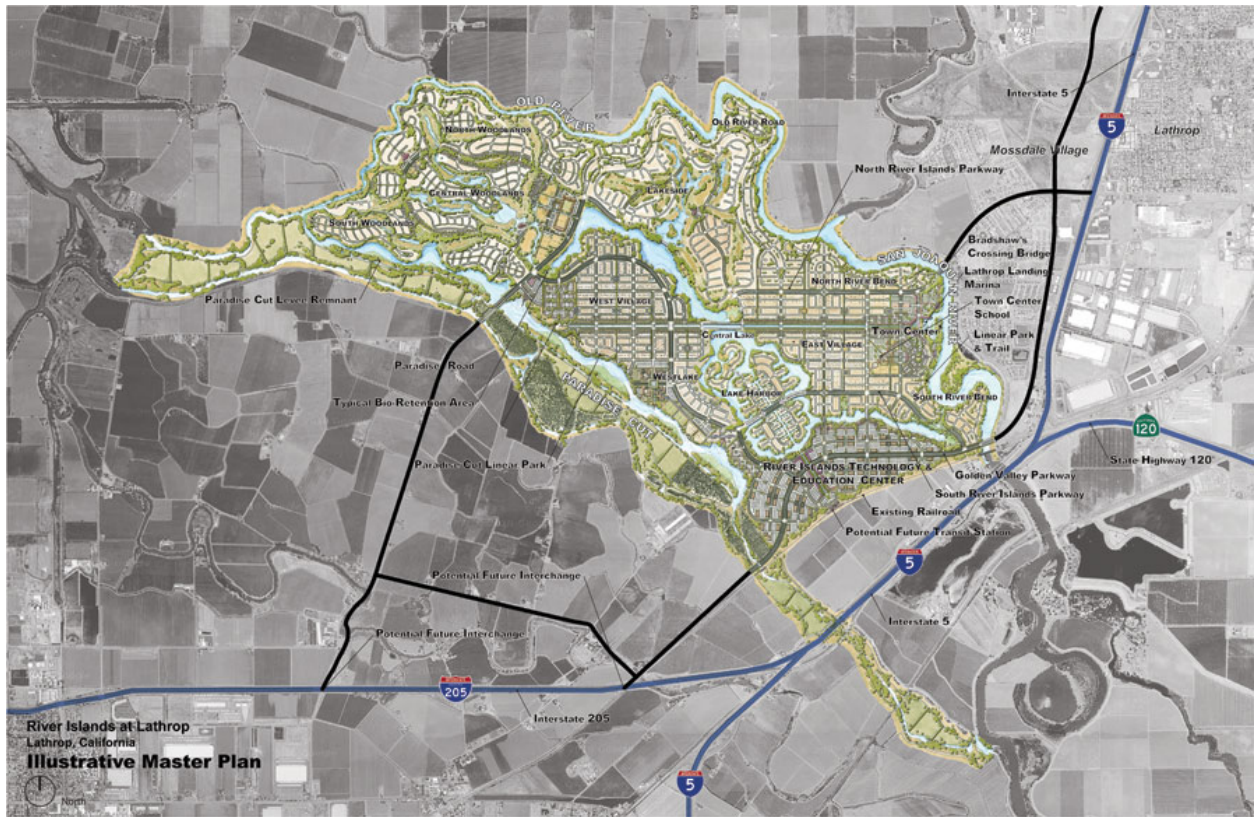 OLD RIVER
NORTH WOODLANDS
OLD RIVER ROAD
Interstate 5
INTERSTATE
5
Lathrop
Mossdale Village
North River Islands Parkway
CENTRAL WOODLANDS
LAKESIDE
SOUTH WOODLANDS
Bradshaw's
Crossing Bridge
SAN JOAQUIN RIVER
Lathrop Landing
Marina
NORTH RIVER BEND
Paradise Cut Levee Remnant
WEST VILLAGE
Town Center
School
Town Center
Central Lake
EAST VILLAGE
Linear Park
& Trail
Paradise Road
WESTLAKE
LAKE HARBOR
SOUTH RIVER BEND
Typical Bio-Retention Area
PARADISE CUT
120
State Highway 120
Paradise Cut Linear Park
RIVER ISLANDS TECHNOLOGY &
EDUCATION CENTER
Golden Valley Parkway
South River Islands Parkway
Existing Railroad
Potential Future Transit Station
INTERSTATE
5
Potential Future Interchange
Interstate 5
Potential Future Interchange
INTERSTATE
205
Interstate 205
River Islands at Lathrop
Lathrop, California
Illustrative Master Plan
North
INTERSTATE
5